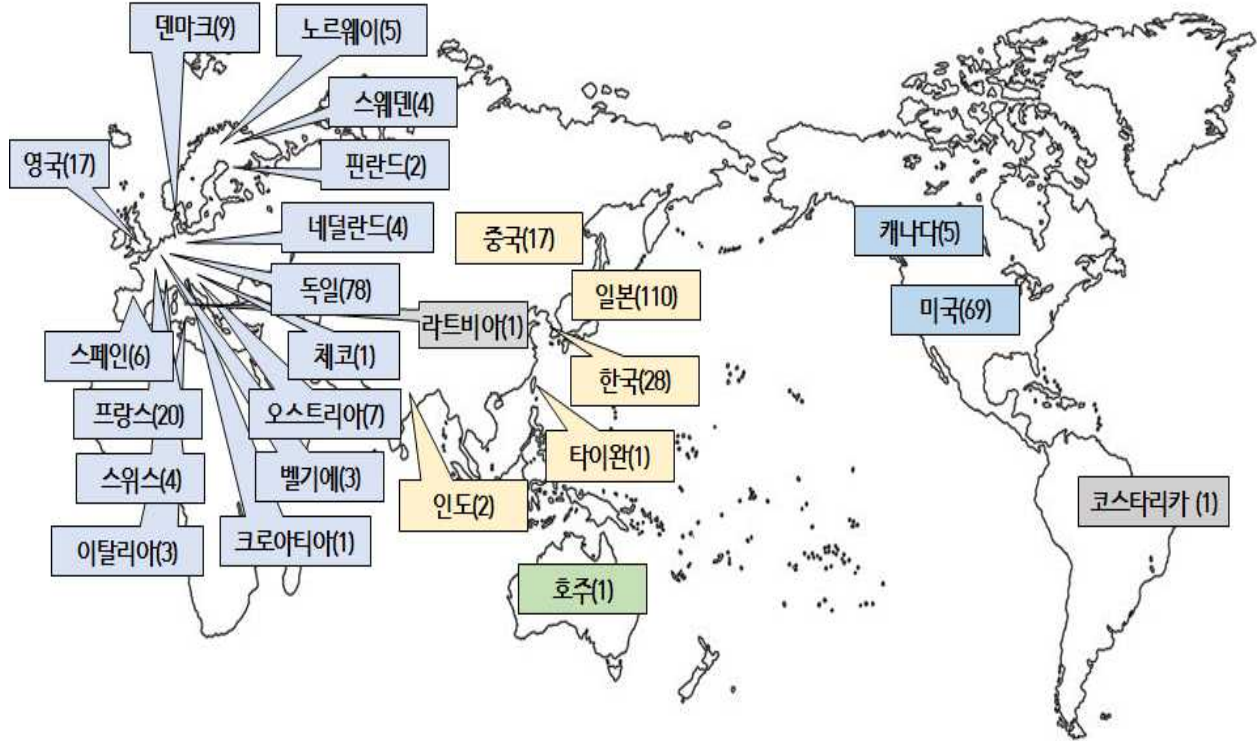 덴마크(9)
노르웨이(5)
스웨덴(4)
영국(17)
핀란드(2)
네덜란드(4)
중국(17)
캐나다(5)
독일(78)
일본(110)
미국(69)
라트비아(1)
스페인(6)
체코(1)
한국(28)
프랑스(20)
오스트리아(7)
타이완(1)
스위스(4)
벨기에(3)
인도(2)
코스타리카 (1)
이탈리아(3)
크로아티아(1)
호주(1)